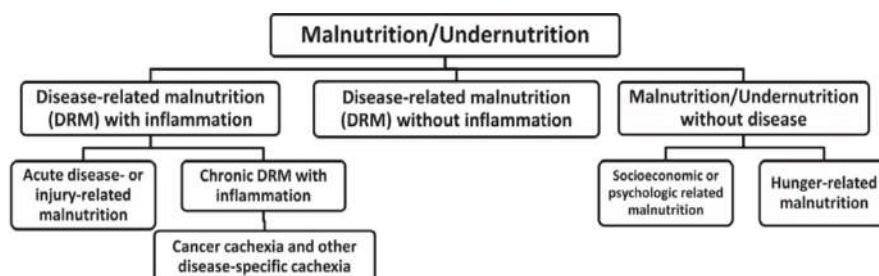 Malnutrition/Undernutrition
Disease-related malnutrition
(DRM) with inflammation
Disease-related malnutrition
(DRM) without inflammation
Malnutrition/Undernutrition
without disease
Acute disease- or
injury-related
malnutrition
Chronic DRM with
inflammation
Socioeconomic or
psychologic related
malnutrition
Hunger-related
malnutrition
Cancer cachexia and other
disease-specific cachexia